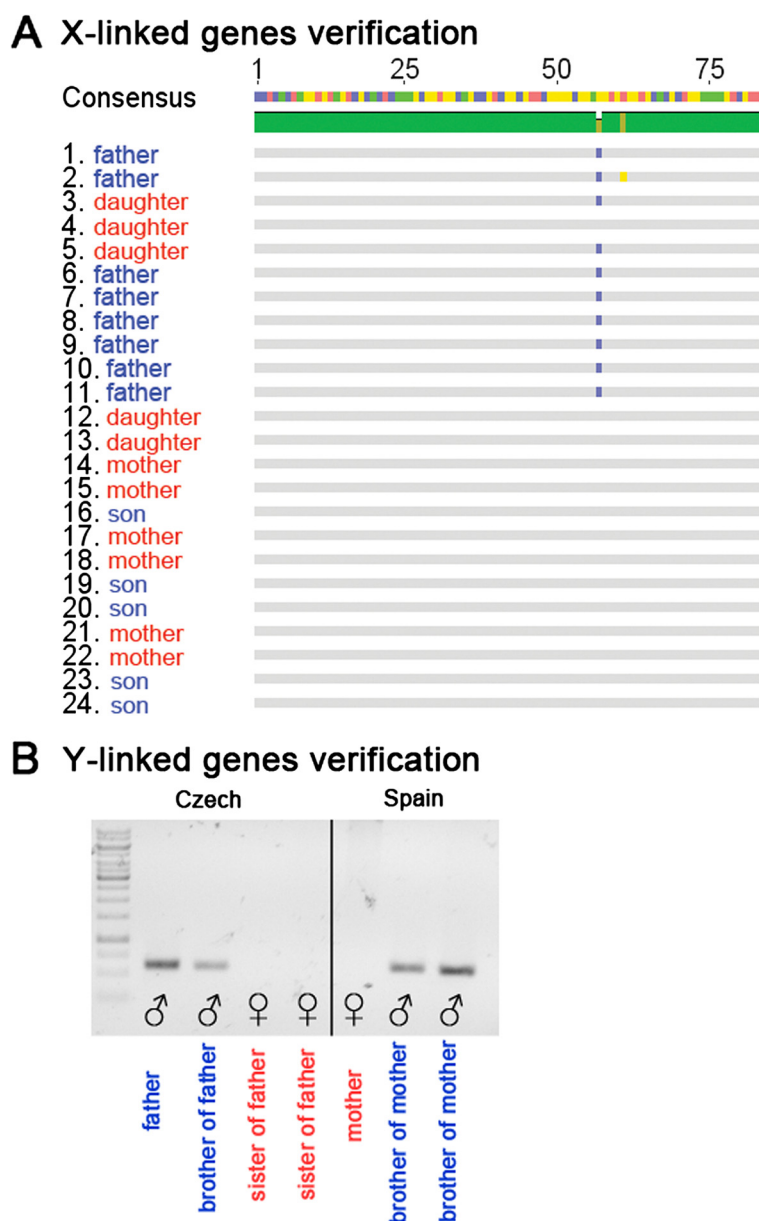 A X-linked genes verification
1 25 50 75
Consensus
1. father
2. father
3. daughter
4. daughter
5. daughter
6. father
7. father
8. father
9. father
10. father
11. father
12. daughter
13. daughter
14. mother
15. mother
16. son
17. mother
18. mother
19. son
20. son
21. mother
22. mother
23. son
24. son
B Y-linked genes verification
Czech Spain
♂ ♂ ♀ ♀ ♀ ♂ ♂
father
brother of father
sister of father
sister of father
mother
brother of mother
brother of mother